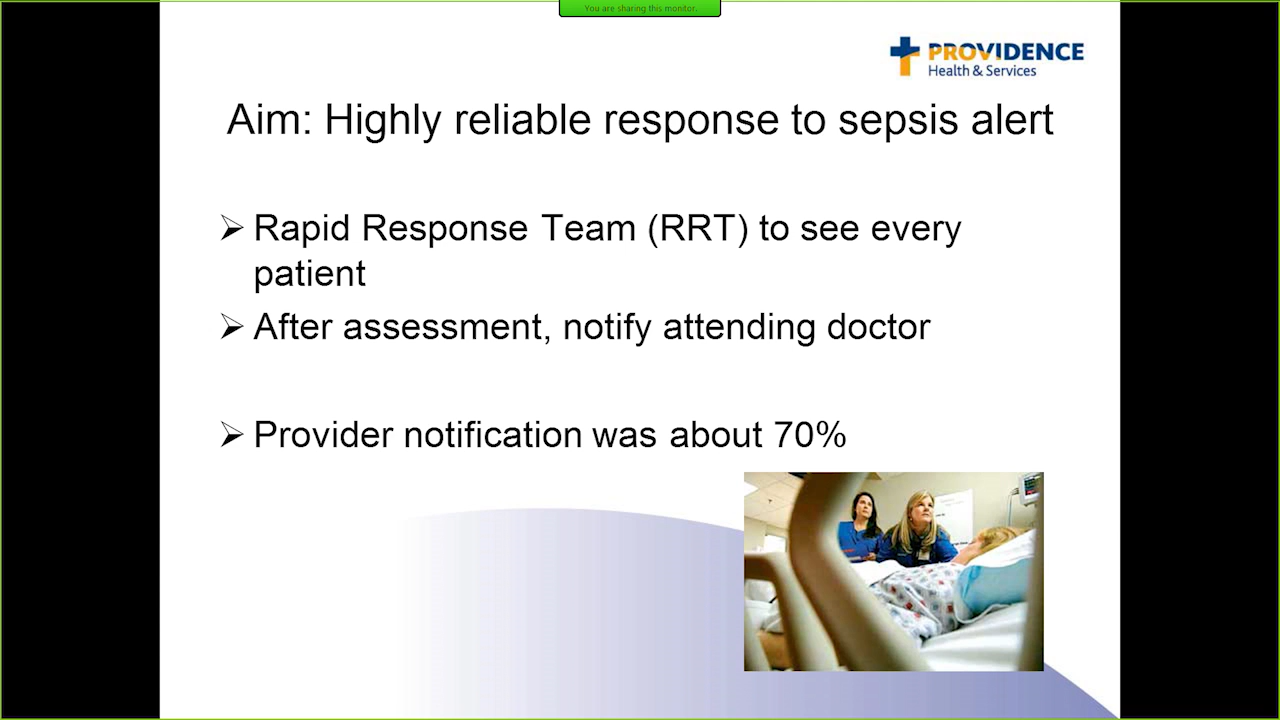 You are sharing this monitor.
PROVIDENCE
Health & Services
Aim: Highly reliable response to sepsis alert
Rapid Response Team (RRT) to see every
patient
After assessment, notify attending doctor
Provider notification was about 70%